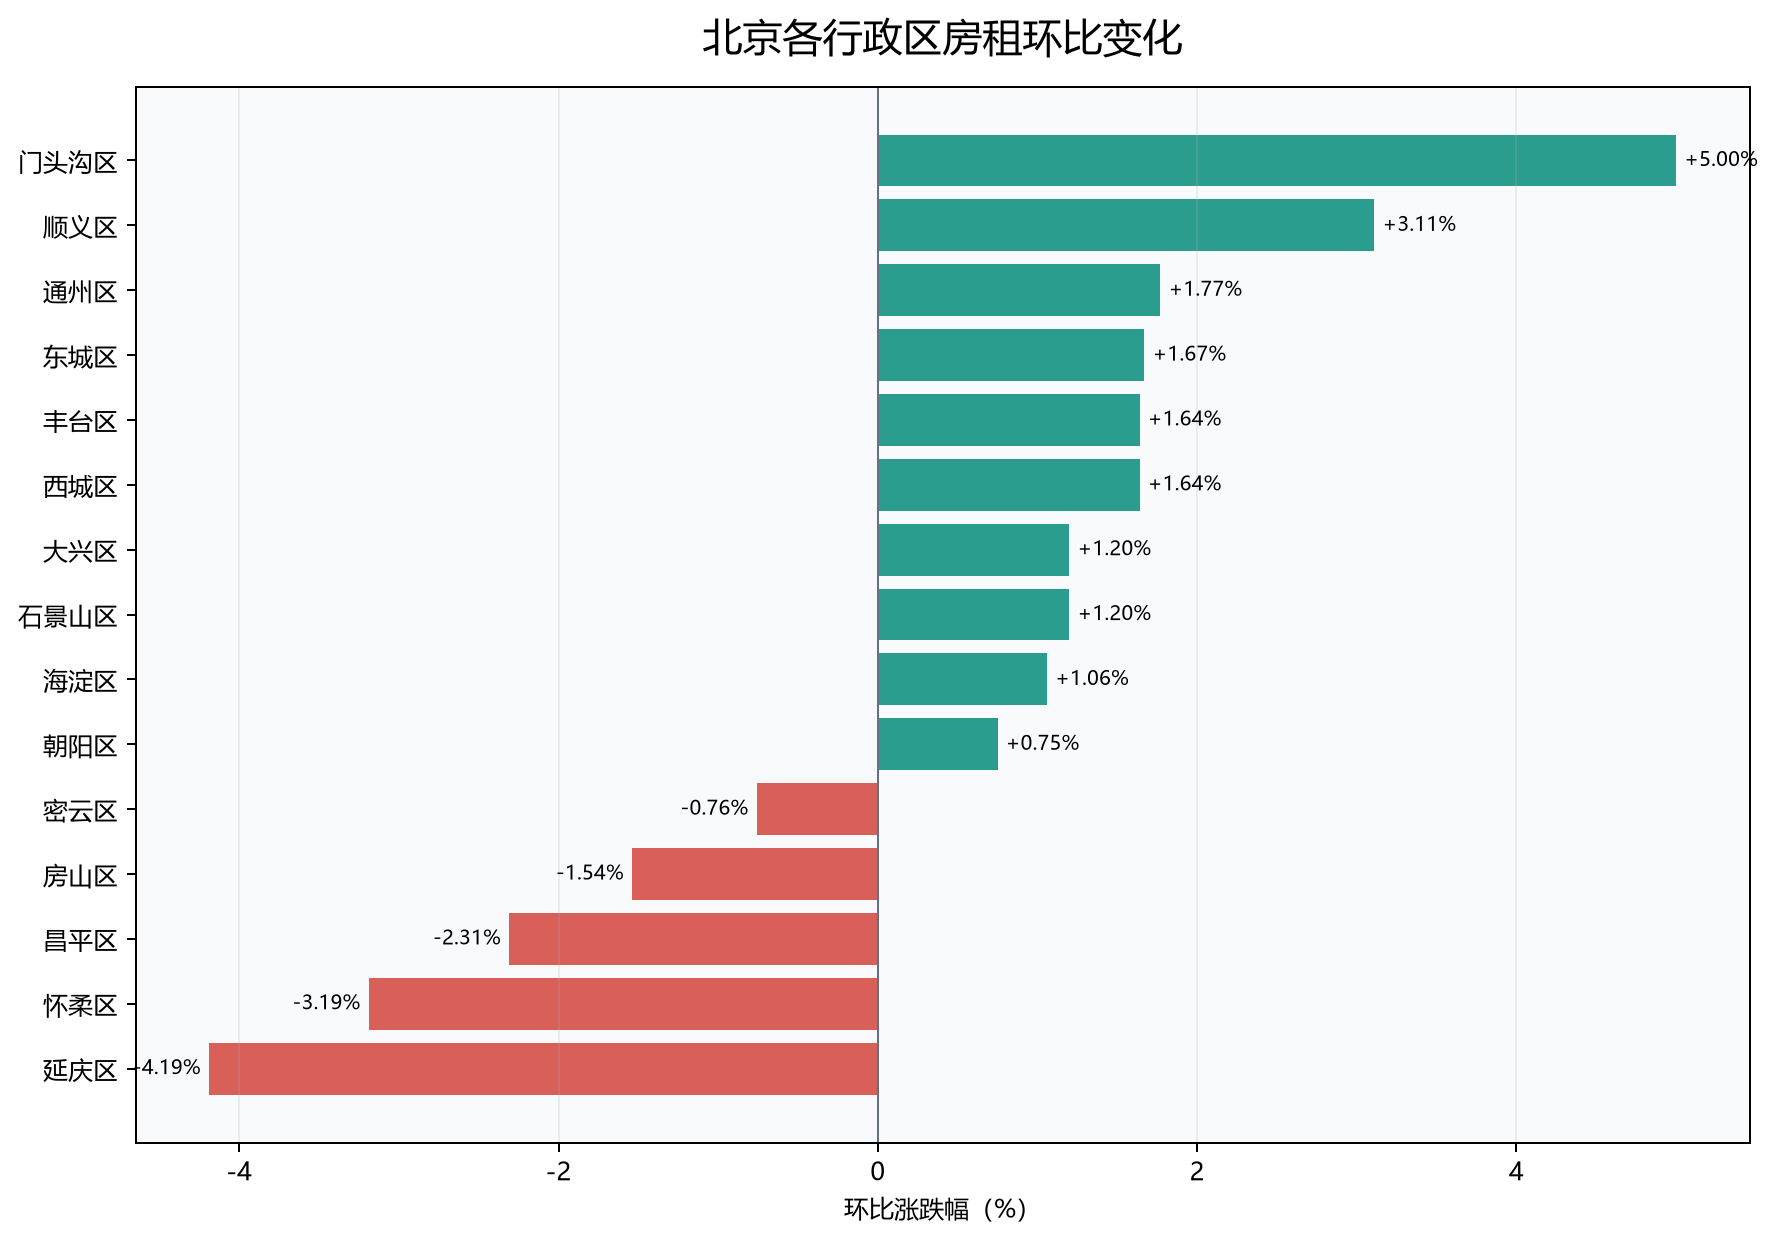 北京各行政区房租环比变化
门头沟区 +5.00%
顺义区 +3.11%
通州区 +1.77%
东城区 +1.67%
丰台区 +1.64%
西城区 +1.64%
大兴区 +1.20%
石景山区 +1.20%
海淀区 +1.06%
朝阳区 +0.75%
密云区 -0.76%
房山区 -1.54%
昌平区 -2.31%
怀柔区 -3.19%
延庆区 -4.19%
-4 -2 0 2 4
环比涨跌幅（%）